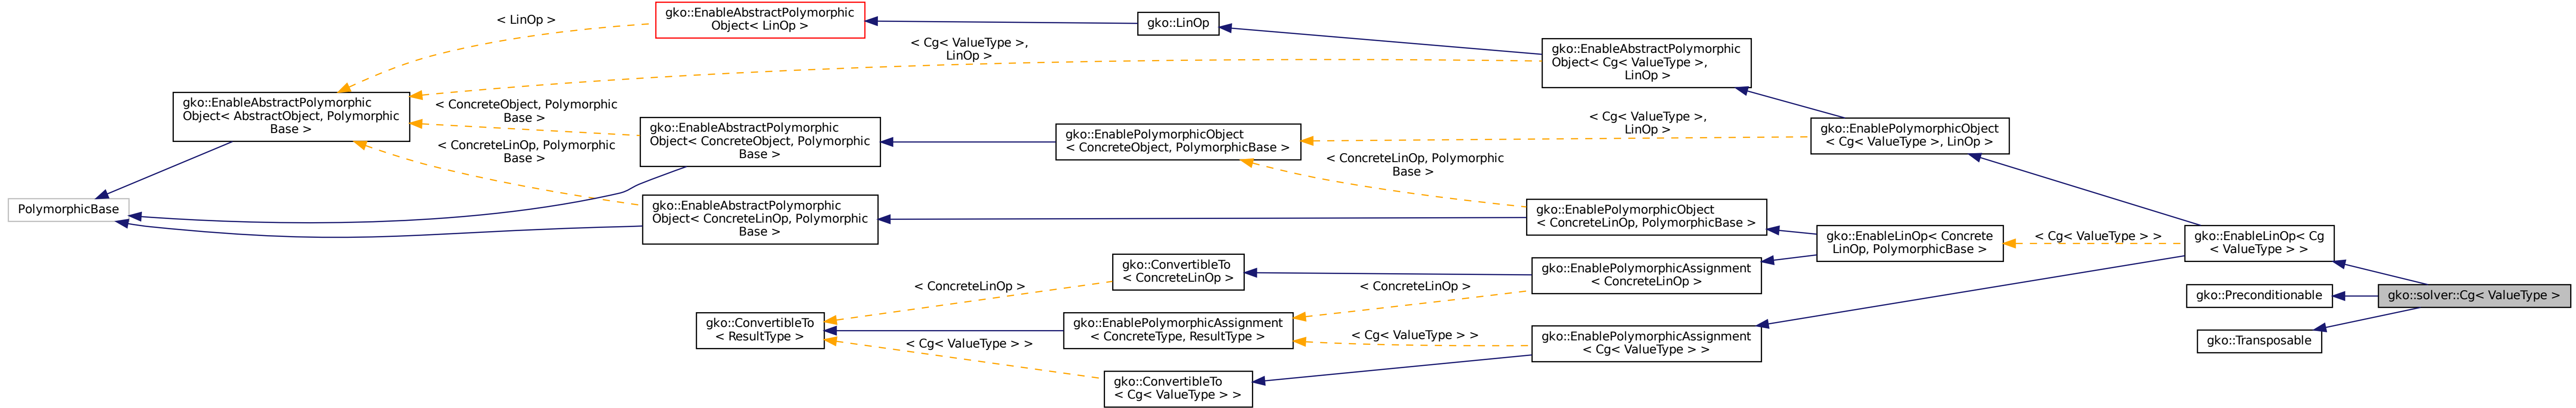 < LinOp >
gko::EnableAbstractPolymorphic
Object< LinOp >
gko::LinOp
< Cg< ValueType >,
LinOp >
gko::EnableAbstractPolymorphic
Object< Cg< ValueType >,
LinOp >
gko::EnableAbstractPolymorphic
Object< AbstractObject, Polymorphic
Base >
< ConcreteObject, Polymorphic
Base >
< ConcreteLinOp, Polymorphic
Base >
gko::EnableAbstractPolymorphic
Object< ConcreteObject, Polymorphic
Base >
gko::EnablePolymorphicObject
< ConcreteObject, PolymorphicBase >
< Cg< ValueType >,
LinOp >
gko::EnablePolymorphicObject
< Cg< ValueType >, LinOp >
< ConcreteLinOp, Polymorphic
Base >
PolymorphicBase
gko::EnableAbstractPolymorphic
Object< ConcreteLinOp, Polymorphic
Base >
gko::EnablePolymorphicObject
< ConcreteLinOp, PolymorphicBase >
gko::EnableLinOp< Concrete
LinOp, PolymorphicBase >
< Cg< ValueType > >
gko::EnableLinOp< Cg
< ValueType > >
gko::ConvertibleTo
< ConcreteLinOp >
gko::EnablePolymorphicAssignment
< ConcreteLinOp >
< ConcreteLinOp >
< ConcreteLinOp >
gko::Preconditionable
gko::solver::Cg< ValueType >
gko::ConvertibleTo
< ResultType >
gko::EnablePolymorphicAssignment
< ConcreteType, ResultType >
< Cg< ValueType > >
gko::EnablePolymorphicAssignment
< Cg< ValueType > >
gko::Transposable
< Cg< ValueType > >
gko::ConvertibleTo
< Cg< ValueType > >